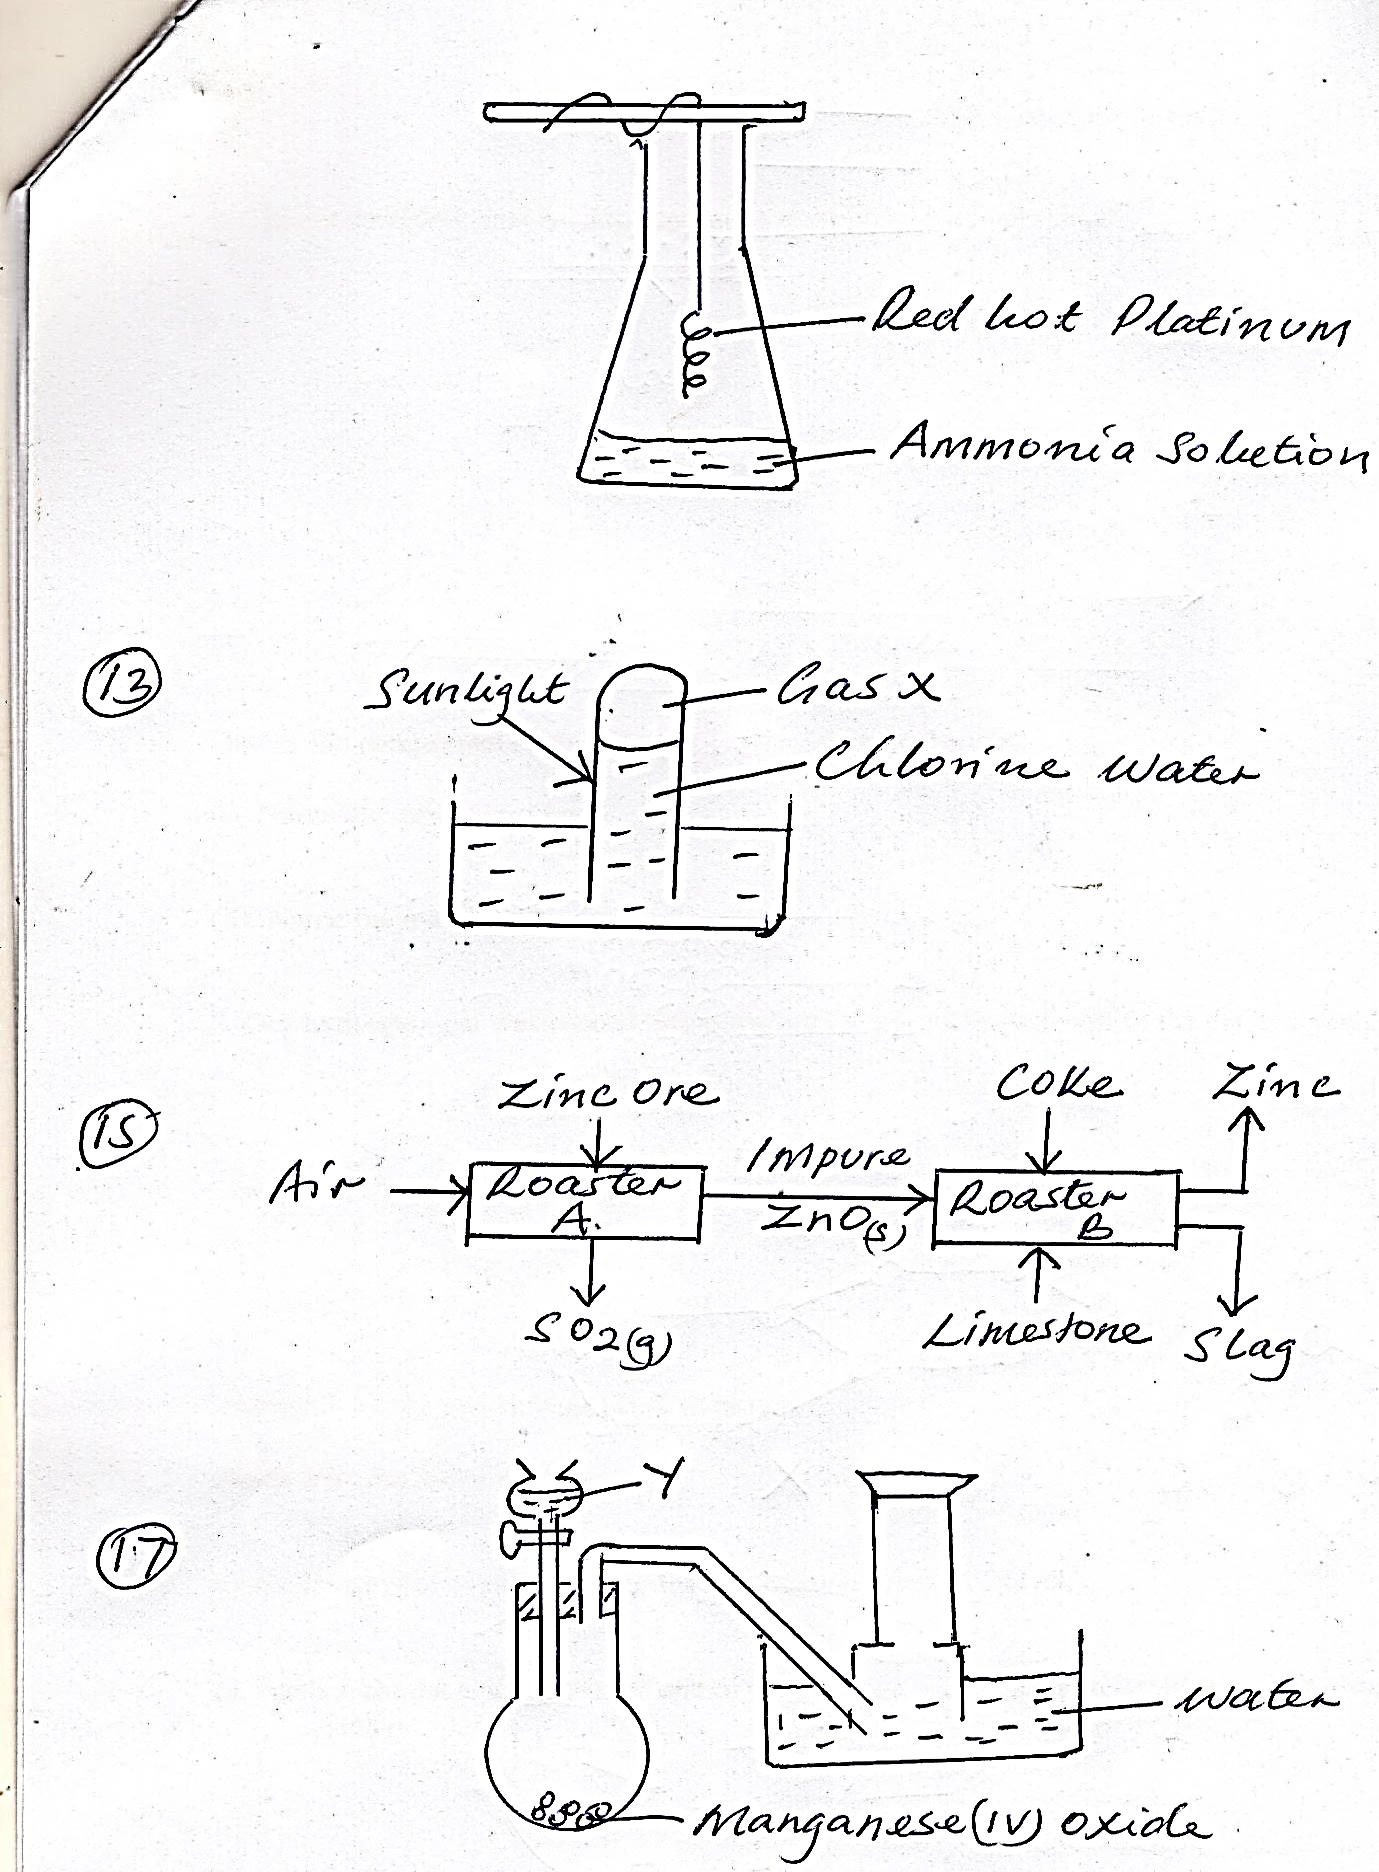 Red hot Platinum
Ammonia Solution
13
Sunlight
Gas X
Chlorine Water
15
Zinc Ore
Coke
Zinc
Air
Roaster
A.
Impure
ZnO(s)
Roaster
B
SO2(g)
Limestone
Slag
17
Y
Water
Manganese(IV) oxide